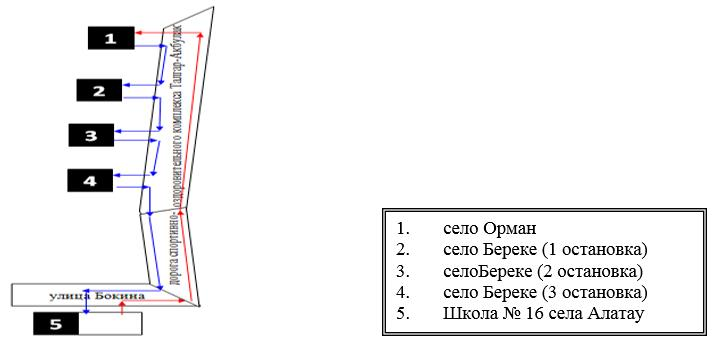 1
2
3
4
дорога спортивно-оздоровительного комплекса Талгар-Акбулак
улица Бокина
5
1. село Орман
2. село Береке (1 остановка)
3. селоБереке (2 остановка)
4. село Береке (3 остановка)
5. Школа № 16 села Алатау